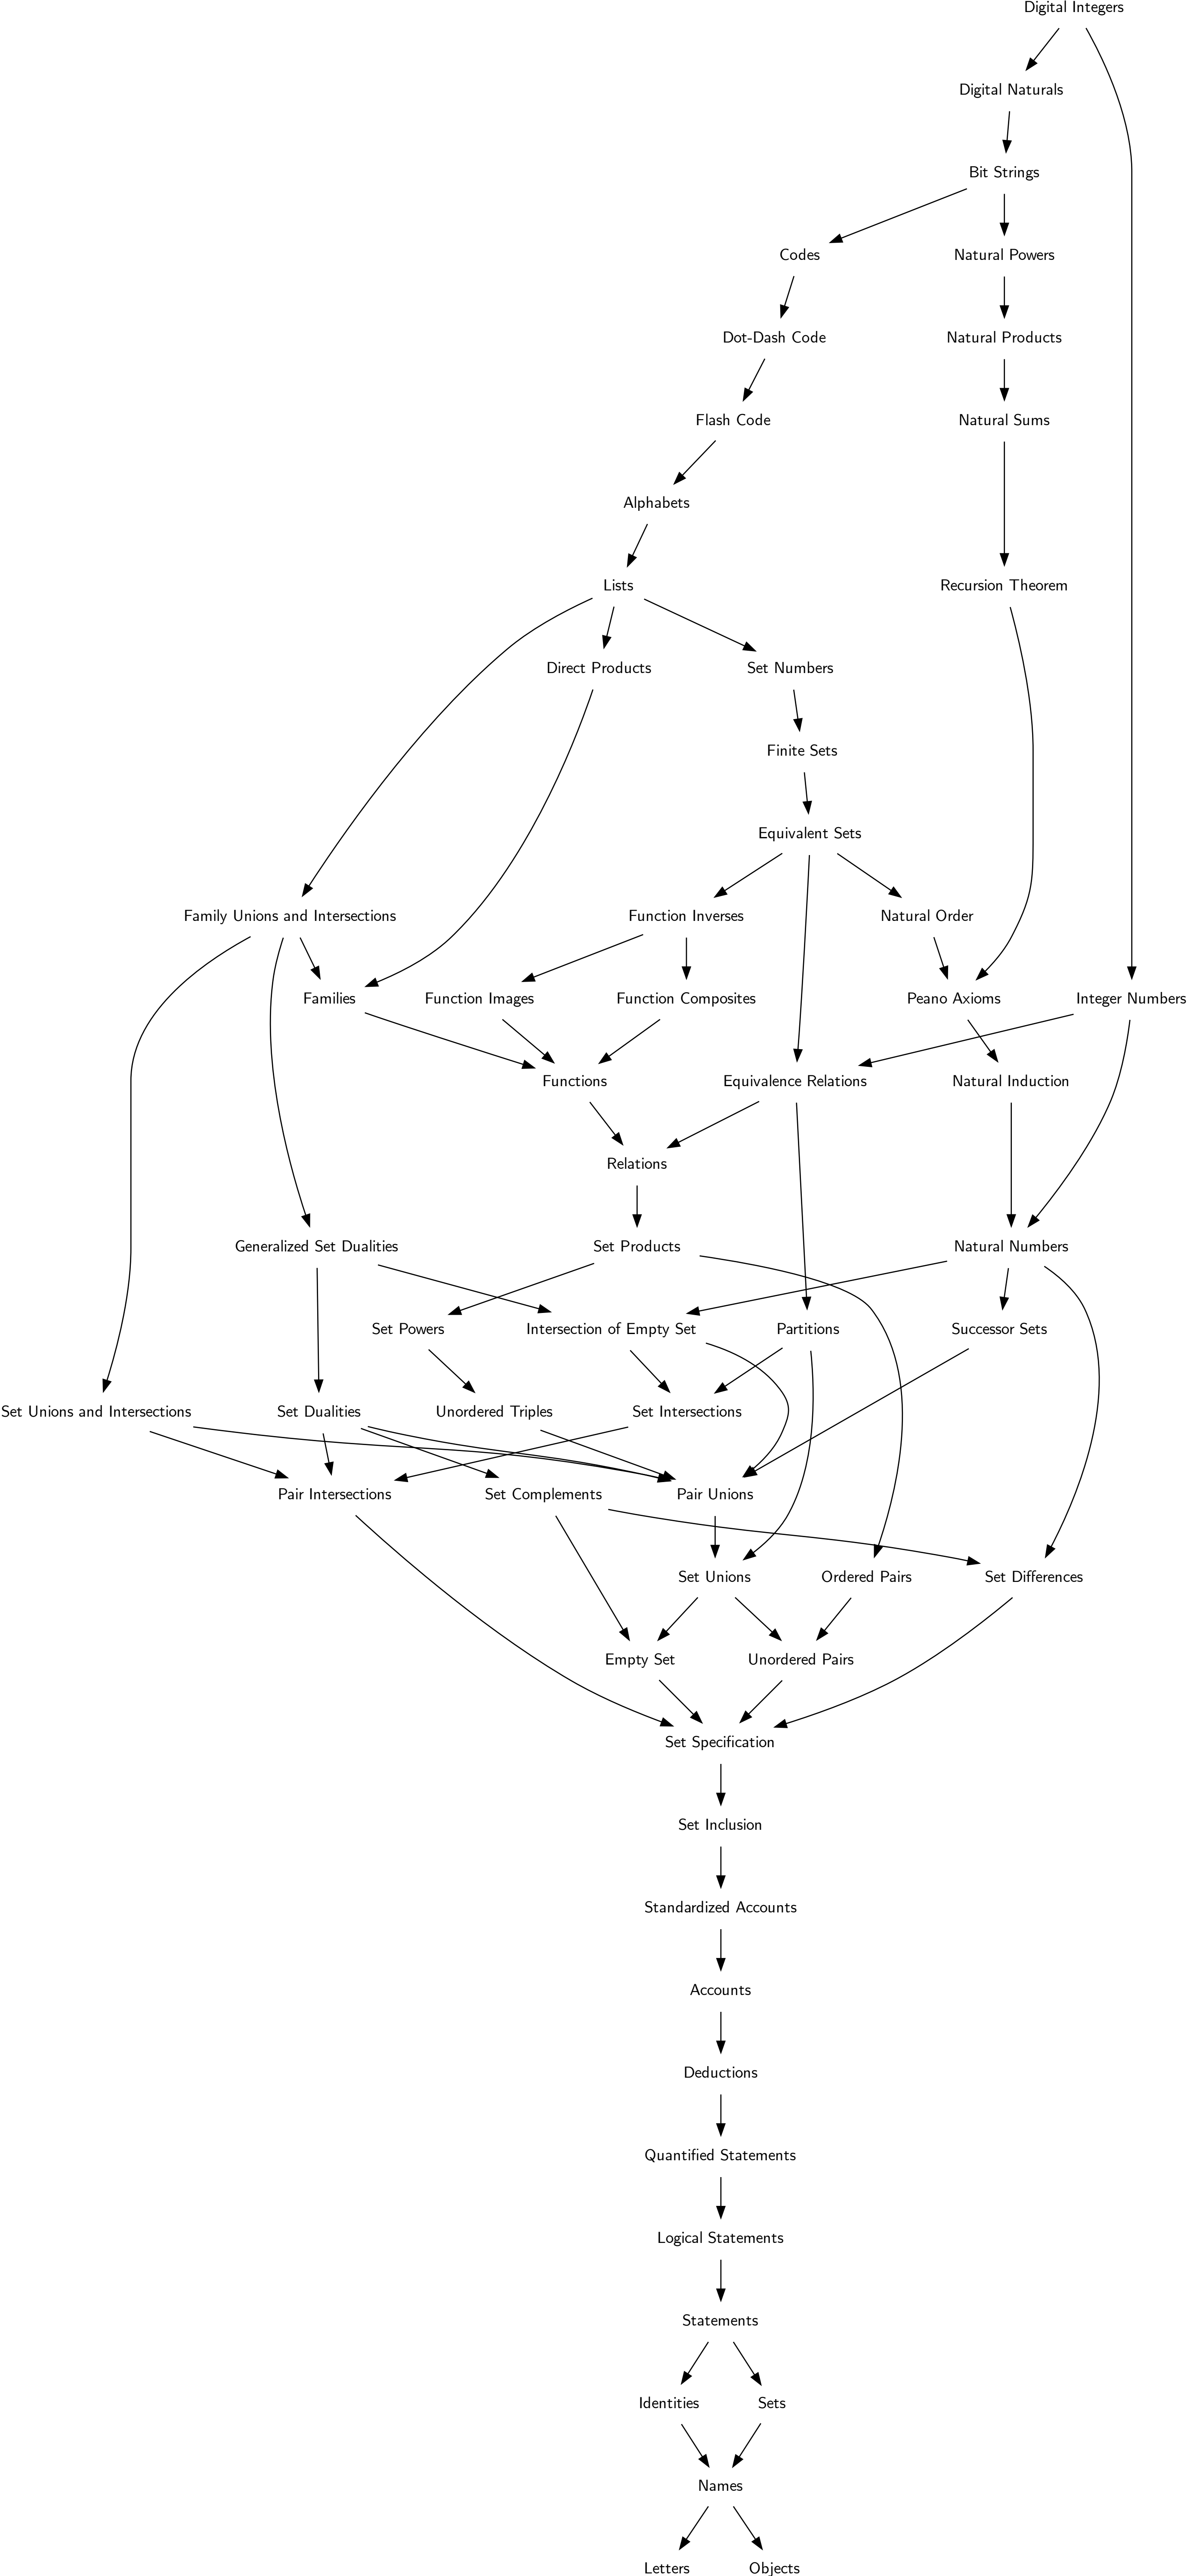 Digital Integers
Digital Naturals
Bit Strings
Codes
Natural Powers
Dot-Dash Code
Natural Products
Flash Code
Natural Sums
Alphabets
Lists
Recursion Theorem
Direct Products
Set Numbers
Finite Sets
Equivalent Sets
Family Unions and Intersections
Function Inverses
Natural Order
Families
Function Images
Function Composites
Peano Axioms
Integer Numbers
Functions
Equivalence Relations
Natural Induction
Relations
Generalized Set Dualities
Set Products
Natural Numbers
Set Powers
Intersection of Empty Set
Partitions
Successor Sets
Set Unions and Intersections
Set Dualities
Unordered Triples
Set Intersections
Pair Intersections
Set Complements
Pair Unions
Set Unions
Ordered Pairs
Set Differences
Empty Set
Unordered Pairs
Set Specification
Set Inclusion
Standardized Accounts
Accounts
Deductions
Quantified Statements
Logical Statements
Statements
Identities
Sets
Names
Letters
Objects